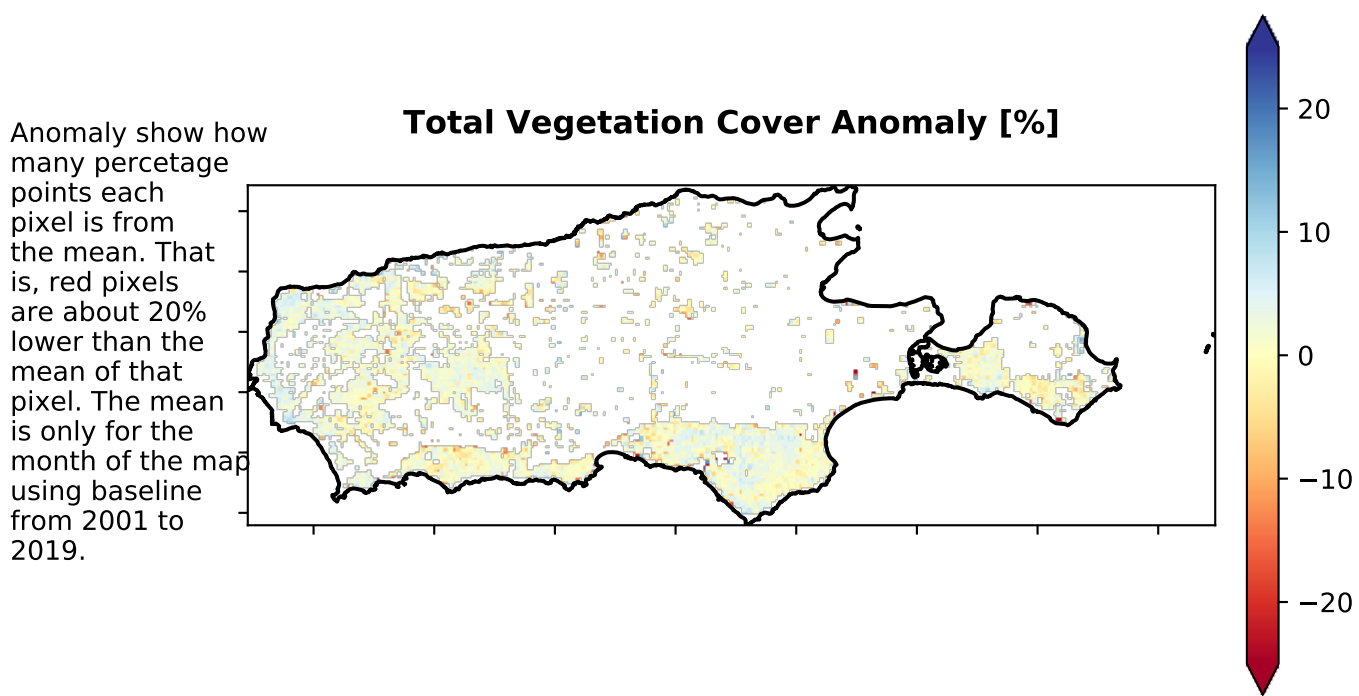 Total Vegetation Cover Anomaly [%]
Anomaly show how
many percetage
points each
pixel is from
the mean. That
is, red pixels
are about 20%
lower than the
mean of that
pixel. The mean
is only for the
month of the map
using baseline
from 2001 to
2019.
20
10
0
−10
−20